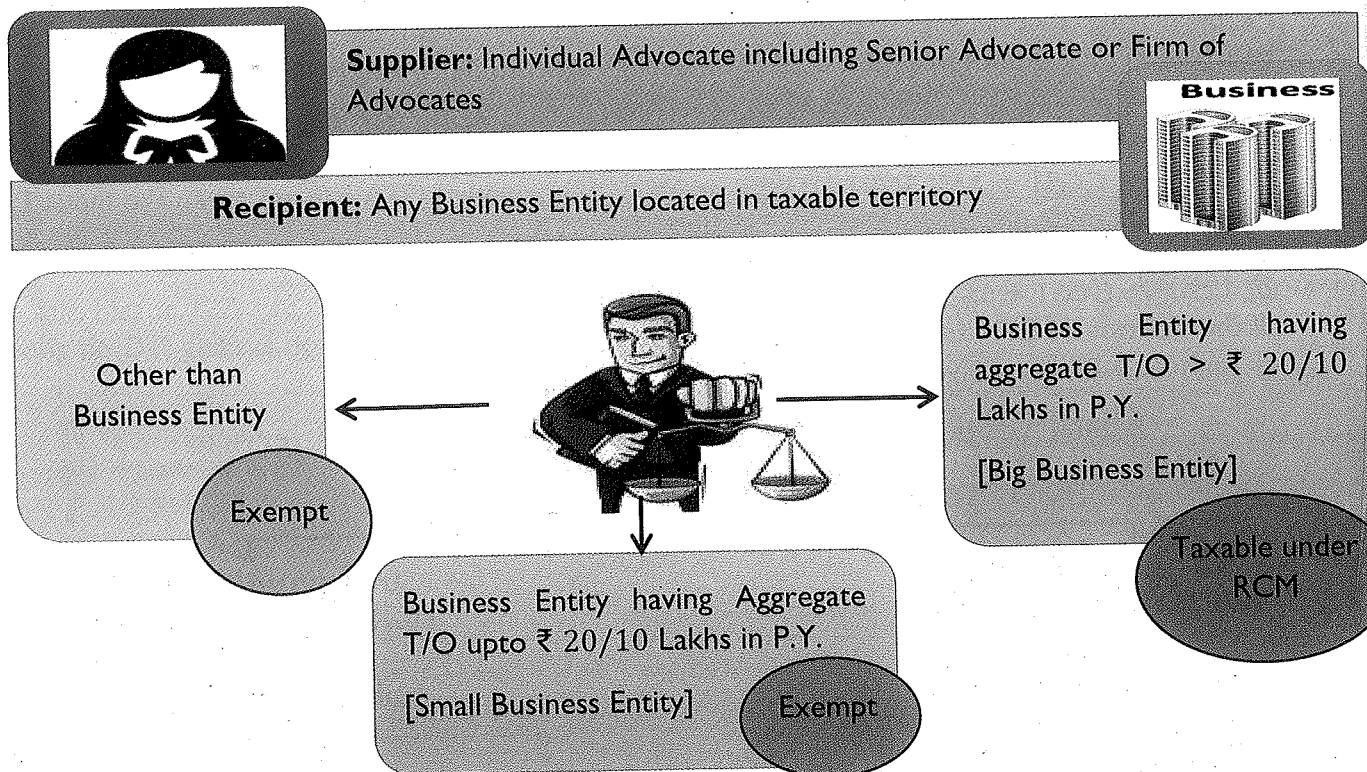 Supplier: Individual Advocate including Senior Advocate or Firm of
Advocates
Business
Recipient: Any Business Entity located in taxable territory
Other than
Business Entity
Exempt
Business Entity having
aggregate T/O > ₹ 20/10
Lakhs in P.Y.
[Big Business Entity]
Taxable under
RCM
Business Entity having Aggregate
T/O upto ₹ 20/10 Lakhs in P.Y.
[Small Business Entity]
Exempt